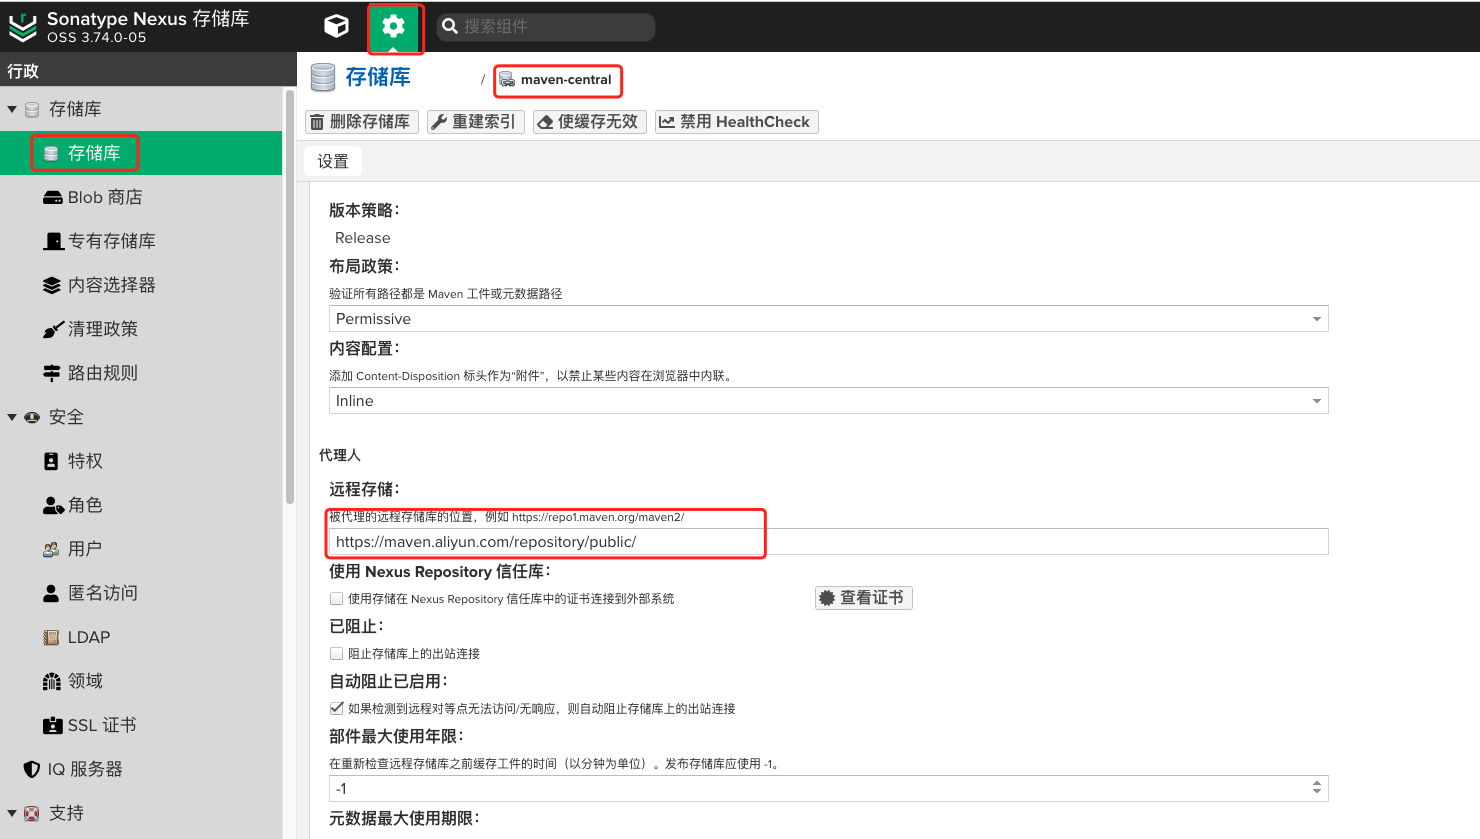 Sonatype Nexus 存储库
OSS 3.74.0-05
搜索组件
行政
存储库
存储库
Blob 商店
专有存储库
内容选择器
清理政策
路由规则
安全
特权
角色
用户
匿名访问
LDAP
领域
SSL 证书
IQ 服务器
支持
存储库 / maven-central
删除存储库 重建索引 使缓存无效 禁用 HealthCheck
设置
版本策略：
Release
布局政策：
验证所有路径都是 Maven 工件或元数据路径
Permissive
内容配置：
添加 Content-Disposition 标头作为“附件”，以禁止某些内容在浏览器中内联。
Inline
代理人
远程存储：
被代理的远程存储库的位置，例如 https://repo1.maven.org/maven2/
https://maven.aliyun.com/repository/public/
使用 Nexus Repository 信任库：
使用存储在 Nexus Repository 信任库中的证书连接到外部系统 查看证书
已阻止：
阻止存储库上的出站连接
自动阻止已启用：
如果检测到远程对等点无法访问/无响应，则自动阻止存储库上的出站连接
部件最大使用年限：
在重新检查远程存储库之前缓存工件的时间（以分钟为单位）。发布存储库应使用 -1。
-1
元数据最大使用期限：